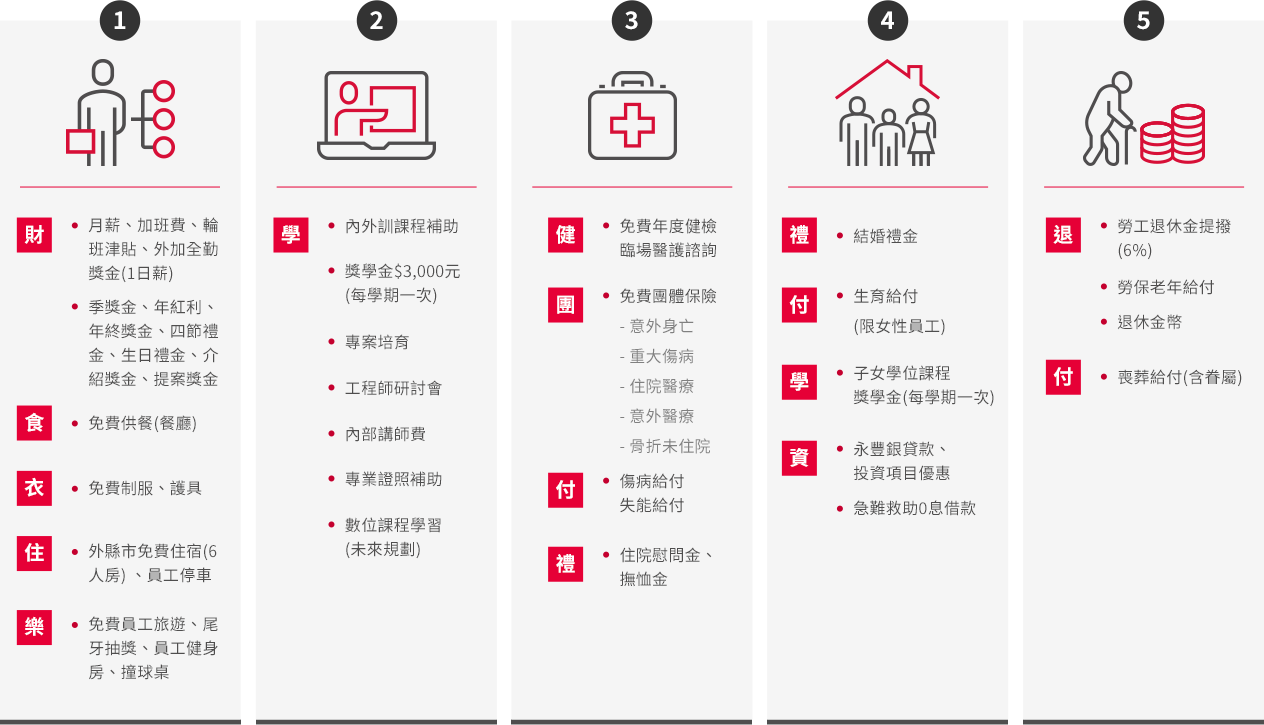 1
財
月薪、加班費、輪
班津貼、外加全勤
獎金(1日薪)
季獎金、年紅利、
年終獎金、四節禮
金、生日禮金、介
紹獎金、提案獎金
食
免費供餐(餐廳)
衣
免費制服、護具
住
外縣市免費住宿(6
人房) 、員工停車
樂
免費員工旅遊、尾
牙抽獎、員工健身
房、撞球桌
2
學
內外訓課程補助
獎學金$3,000元
(每學期一次)
專案培育
工程師研討會
內部講師費
專業證照補助
數位課程學習
(未來規劃)
3
健
免費年度健檢
臨場醫護諮詢
團
免費團體保險
- 意外身亡
- 重大傷病
- 住院醫療
- 意外醫療
- 骨折未住院
付
傷病給付
失能給付
禮
住院慰問金、
撫恤金
4
禮
結婚禮金
付
生育給付
(限女性員工)
學
子女學位課程
獎學金(每學期一次)
資
永豐銀貸款、
投資項目優惠
急難救助0息借款
5
退
勞工退休金提撥
(6%)
勞保老年給付
退休金幣
付
喪葬給付(含眷屬)